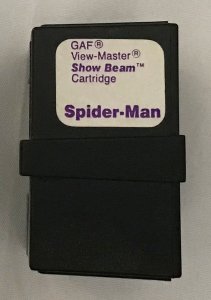 GAF®
View-Master®
Show Beam™
Cartridge
Spider-Man